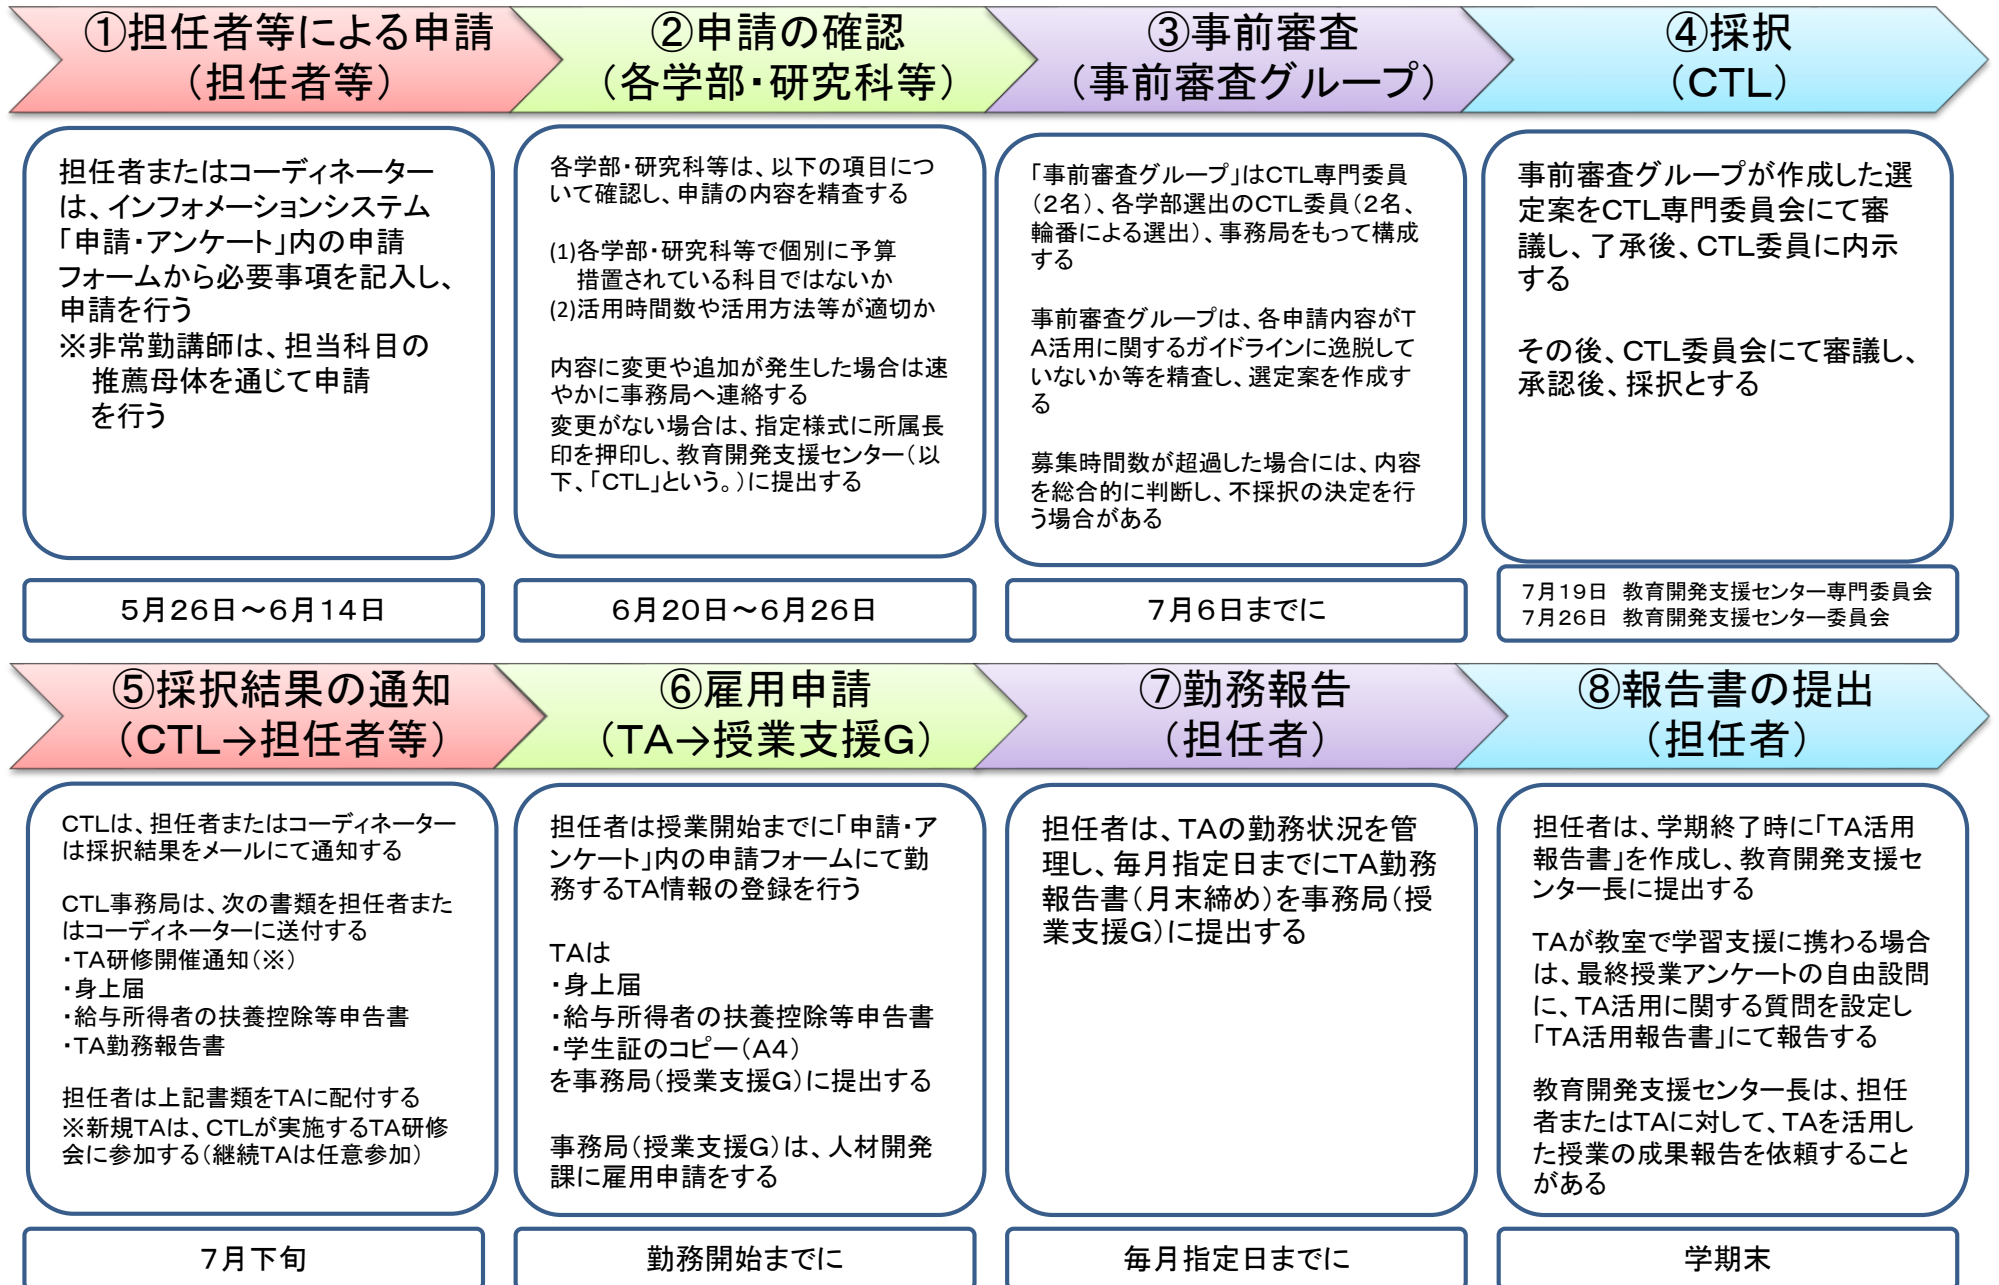 ①担任者等による申請
（担任者等）
②申請の確認
（各学部・研究科等）
③事前審査
（事前審査グループ）
④採択
（CTL）
担任者またはコーディネーター
は、インフォメーションシステム
「申請・アンケート」内の申請
フォームから必要事項を記入し、
申請を行う
※非常勤講師は、担当科目の
推薦母体を通じて申請
を行う
各学部・研究科等は、以下の項目につ
いて確認し、申請の内容を精査する
(1)各学部・研究科等で個別に予算
措置されている科目ではないか
(2)活用時間数や活用方法等が適切か
内容に変更や追加が発生した場合は速
やかに事務局へ連絡する
変更がない場合は、指定様式に所属長
印を押印し、教育開発支援センター（以
下、「CTL」という。）に提出する
「事前審査グループ」はCTL専門委員
（2名）、各学部選出のCTL委員（2名、
輪番による選出）、事務局をもって構成
する
事前審査グループは、各申請内容がT
A活用に関するガイドラインに逸脱して
いないか等を精査し、選定案を作成す
る
募集時間数が超過した場合には、内容
を総合的に判断し、不採択の決定を行
う場合がある
事前審査グループが作成した選
定案をCTL専門委員会にて審
議し、了承後、CTL委員に内示
する
その後、CTL委員会にて審議し、
承認後、採択とする
5月26日～6月14日
6月20日～6月26日
7月6日までに
7月19日　教育開発支援センター専門委員会
7月26日　教育開発支援センター委員会
⑤採択結果の通知
（CTL→担任者等）
⑥雇用申請
（TA→授業支援G）
⑦勤務報告
（担任者）
⑧報告書の提出
（担任者）
CTLは、担任者またはコーディネーター
は採択結果をメールにて通知する
CTL事務局は、次の書類を担任者また
はコーディネーターに送付する
・TA研修開催通知（※）
・身上届
・給与所得者の扶養控除等申告書
・TA勤務報告書
担任者は上記書類をTAに配付する
※新規TAは、CTLが実施するTA研修
会に参加する（継続TAは任意参加）
担任者は授業開始までに「申請・ア
ンケート」内の申請フォームにて勤
務するTA情報の登録を行う
TAは
・身上届
・給与所得者の扶養控除等申告書
・学生証のコピー（A4）
を事務局（授業支援G）に提出する
事務局（授業支援G）は、人材開発
課に雇用申請をする
担任者は、TAの勤務状況を管
理し、毎月指定日までにTA勤務
報告書（月末締め）を事務局（授
業支援G）に提出する
担任者は、学期終了時に「TA活用
報告書」を作成し、教育開発支援セ
ンター長に提出する
TAが教室で学習支援に携わる場合
は、最終授業アンケートの自由設問
に、TA活用に関する質問を設定し
「TA活用報告書」にて報告する
教育開発支援センター長は、担任
者またはTAに対して、TAを活用し
た授業の成果報告を依頼すること
がある
7月下旬
勤務開始までに
毎月指定日までに
学期末